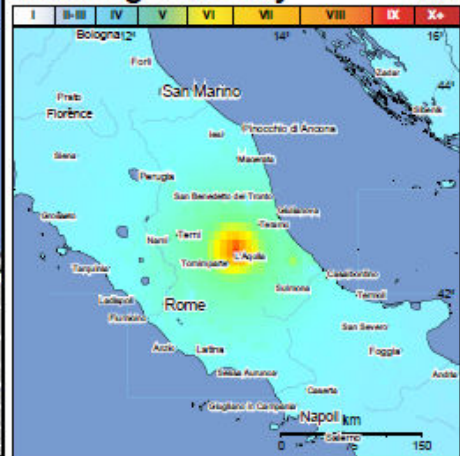 I II-III IV V VI VII VIII IX X+
Bologna 12° 14° 16°
Forli
Zadar
44°
Prato
San Marino
Sibenik
Florence
Iesi Pinocchio di Ancona
Siena
Macerata
Perugia
San Benedetto del Tronto
Grosseto
Giulianova
Teramo
Narni Terni
L'Aquila
Tarquinia Tornimparte
Casalbordino
Sulmona
42°
Ladispoli Rome Termoli
Fiumicino
San Severo
Anzio Latina Foggia
Sessa Aurunca Andria
Caserta
Giugliano in Campania
Napoli km
Salerno
0 75 150